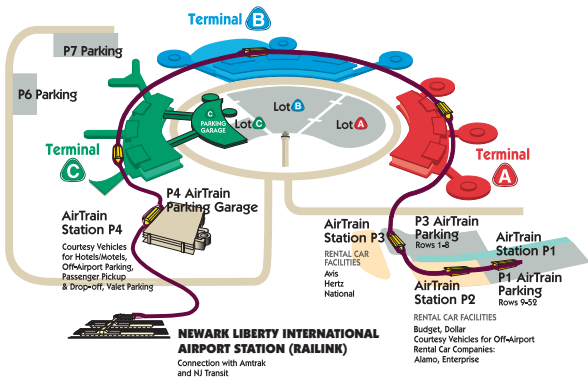 Terminal B
P7 Parking
P6 Parking
C
PARKING
GARAGE
Lot B
Lot C
Lot A
Terminal
C
Terminal
A
P4 AirTrain
Parking Garage
AirTrain
Station P4
Courtesy Vehicles
for Hotels/Motels,
Off-Airport Parking,
Passenger Pickup
& Drop-off, Valet Parking
AirTrain
Station P3
RENTAL CAR
FACILITIES
Avis
Hertz
National
P3 AirTrain
Parking
Rows 1-8
AirTrain
Station P1
P1 AirTrain
Parking
Rows 9-52
AirTrain
Station P2
RENTAL CAR FACILITIES
Budget, Dollar
Courtesy Vehicles for Off-Airport
Rental Car Companies:
Alamo, Enterprise
NEWARK LIBERTY INTERNATIONAL
AIRPORT STATION (RAILINK)
Connection with Amtrak
and NJ Transit